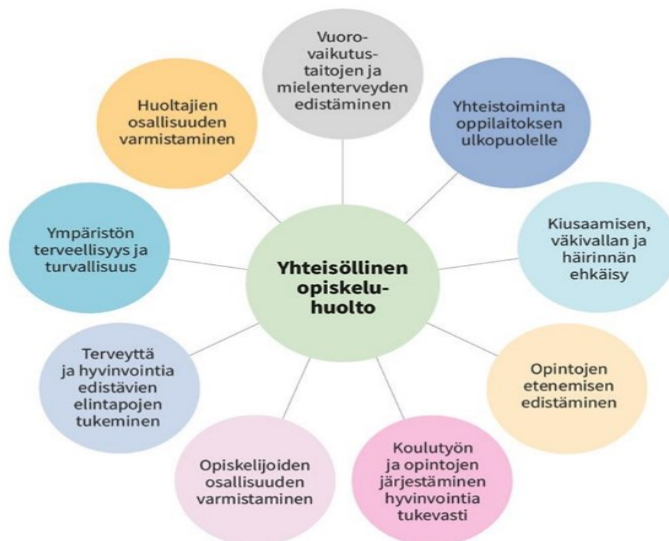 Vuoro-
vaikutus-
taitojen ja
mielenterveyden
edistäminen
Yhteistoiminta
oppilaitoksen
ulkopuolelle
Kiusaamisen,
väkivallan ja
häirinnän
ehkäisy
Opintojen
etenemisen
edistäminen
Koulutyön
ja opintojen
järjestäminen
hyvinvointia
tukevasti
Opiskelijoiden
osallisuuden
varmistaminen
Terveyttä
ja hyvinvointia
edistävien
elintapojen
tukeminen
Ympäristön
terveellisyys ja
turvallisuus
Huoltajien
osallisuuden
varmistaminen
Yhteisöllinen
opiskelu-
huolto